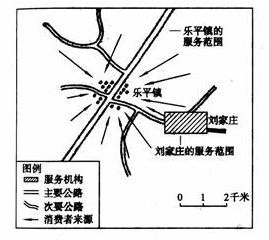 乐平镇的
服务范围
乐平镇
刘家庄
刘家庄的服务范围
图例
服务机构
主要公路
次要公路
消费者来源
0 1 2千米